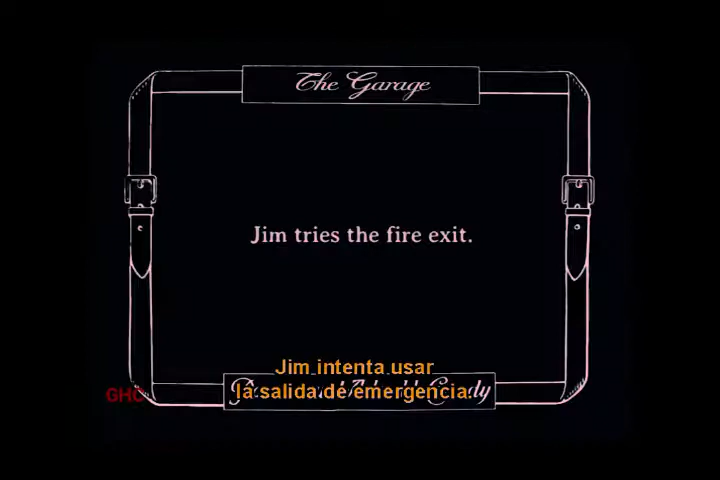 The Garage
Jim tries the fire exit.
Jim intenta usar
la salida de emergencia.
GHC